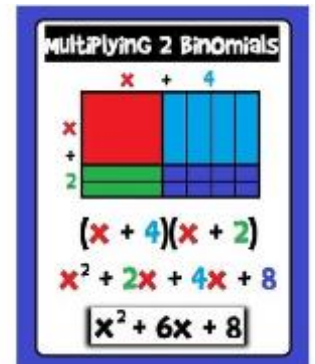 Multiplying 2 Binomials
x + 4
x
+
2
(x + 4)(x + 2)
x² + 2x + 4x + 8
x² + 6x + 8